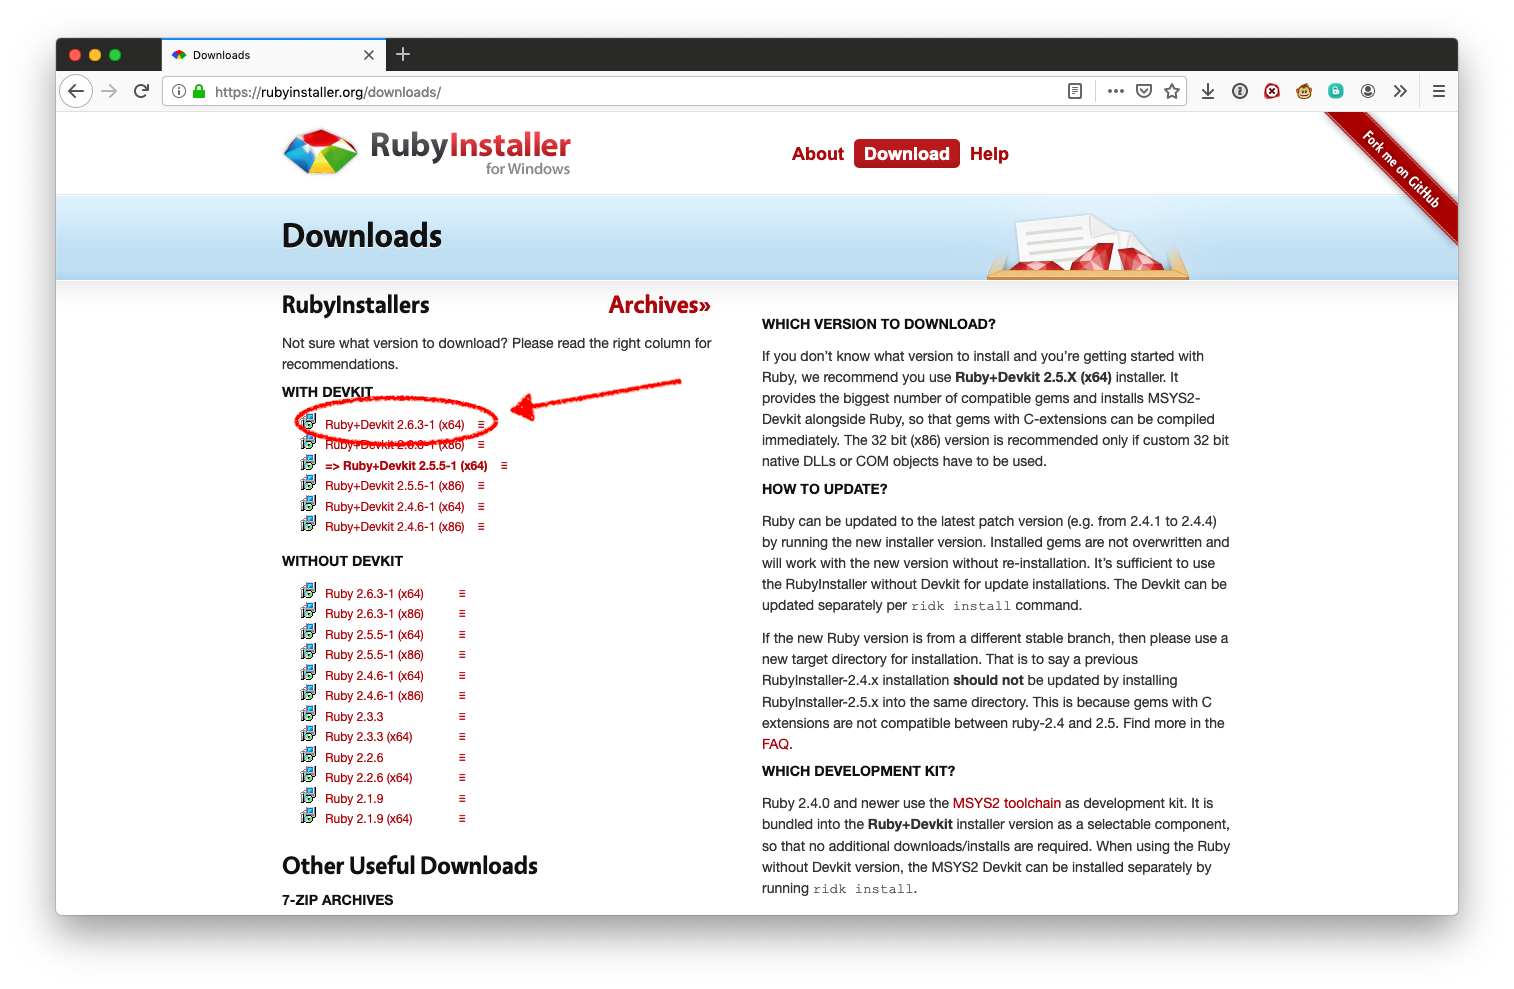 Downloads
https://rubyinstaller.org/downloads/
RubyInstaller
for Windows
About Download Help
Fork me on GitHub
Downloads
RubyInstallers Archives»
Not sure what version to download? Please read the right column for
recommendations.
WITH DEVKIT
Ruby+Devkit 2.6.3-1 (x64)
Ruby+Devkit 2.6.3-1 (x86)
=> Ruby+Devkit 2.5.5-1 (x64)
Ruby+Devkit 2.5.5-1 (x86)
Ruby+Devkit 2.4.6-1 (x64)
Ruby+Devkit 2.4.6-1 (x86)
WITHOUT DEVKIT
Ruby 2.6.3-1 (x64)
Ruby 2.6.3-1 (x86)
Ruby 2.5.5-1 (x64)
Ruby 2.5.5-1 (x86)
Ruby 2.4.6-1 (x64)
Ruby 2.4.6-1 (x86)
Ruby 2.3.3
Ruby 2.3.3 (x64)
Ruby 2.2.6
Ruby 2.2.6 (x64)
Ruby 2.1.9
Ruby 2.1.9 (x64)
Other Useful Downloads
7-ZIP ARCHIVES
WHICH VERSION TO DOWNLOAD?
If you don’t know what version to install and you’re getting started with
Ruby, we recommend you use Ruby+Devkit 2.5.X (x64) installer. It
provides the biggest number of compatible gems and installs MSYS2-
Devkit alongside Ruby, so that gems with C-extensions can be compiled
immediately. The 32 bit (x86) version is recommended only if custom 32 bit
native DLLs or COM objects have to be used.
HOW TO UPDATE?
Ruby can be updated to the latest patch version (e.g. from 2.4.1 to 2.4.4)
by running the new installer version. Installed gems are not overwritten and
will work with the new version without re-installation. It’s sufficient to use
the RubyInstaller without Devkit for update installations. The Devkit can be
updated separately per ridk install command.
If the new Ruby version is from a different stable branch, then please use a
new target directory for installation. That is to say a previous
RubyInstaller-2.4.x installation should not be updated by installing
RubyInstaller-2.5.x into the same directory. This is because gems with C
extensions are not compatible between ruby-2.4 and 2.5. Find more in the
FAQ.
WHICH DEVELOPMENT KIT?
Ruby 2.4.0 and newer use the MSYS2 toolchain as development kit. It is
bundled into the Ruby+Devkit installer version as a selectable component,
so that no additional downloads/installs are required. When using the Ruby
without Devkit version, the MSYS2 Devkit can be installed separately by
running ridk install.